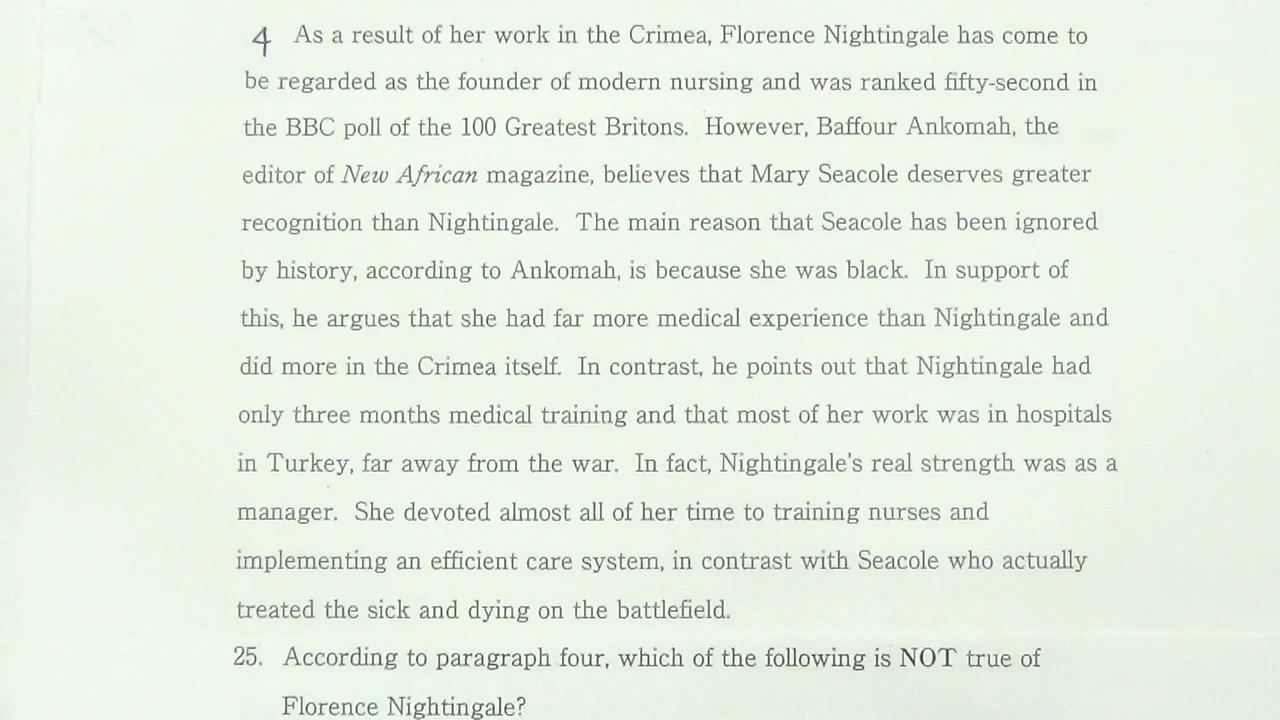 4 As a result of her work in the Crimea, Florence Nightingale has come to
be regarded as the founder of modern nursing and was ranked fifty-second in
the BBC poll of the 100 Greatest Britons. However, Baffour Ankomah, the
editor of New African magazine, believes that Mary Seacole deserves greater
recognition than Nightingale. The main reason that Seacole has been ignored
by history, according to Ankomah, is because she was black. In support of
this, he argues that she had far more medical experience than Nightingale and
did more in the Crimea itself. In contrast, he points out that Nightingale had
only three months medical training and that most of her work was in hospitals
in Turkey, far away from the war. In fact, Nightingale's real strength was as a
manager. She devoted almost all of her time to training nurses and
implementing an efficient care system, in contrast with Seacole who actually
treated the sick and dying on the battlefield.
25. According to paragraph four, which of the following is NOT true of
Florence Nightingale?